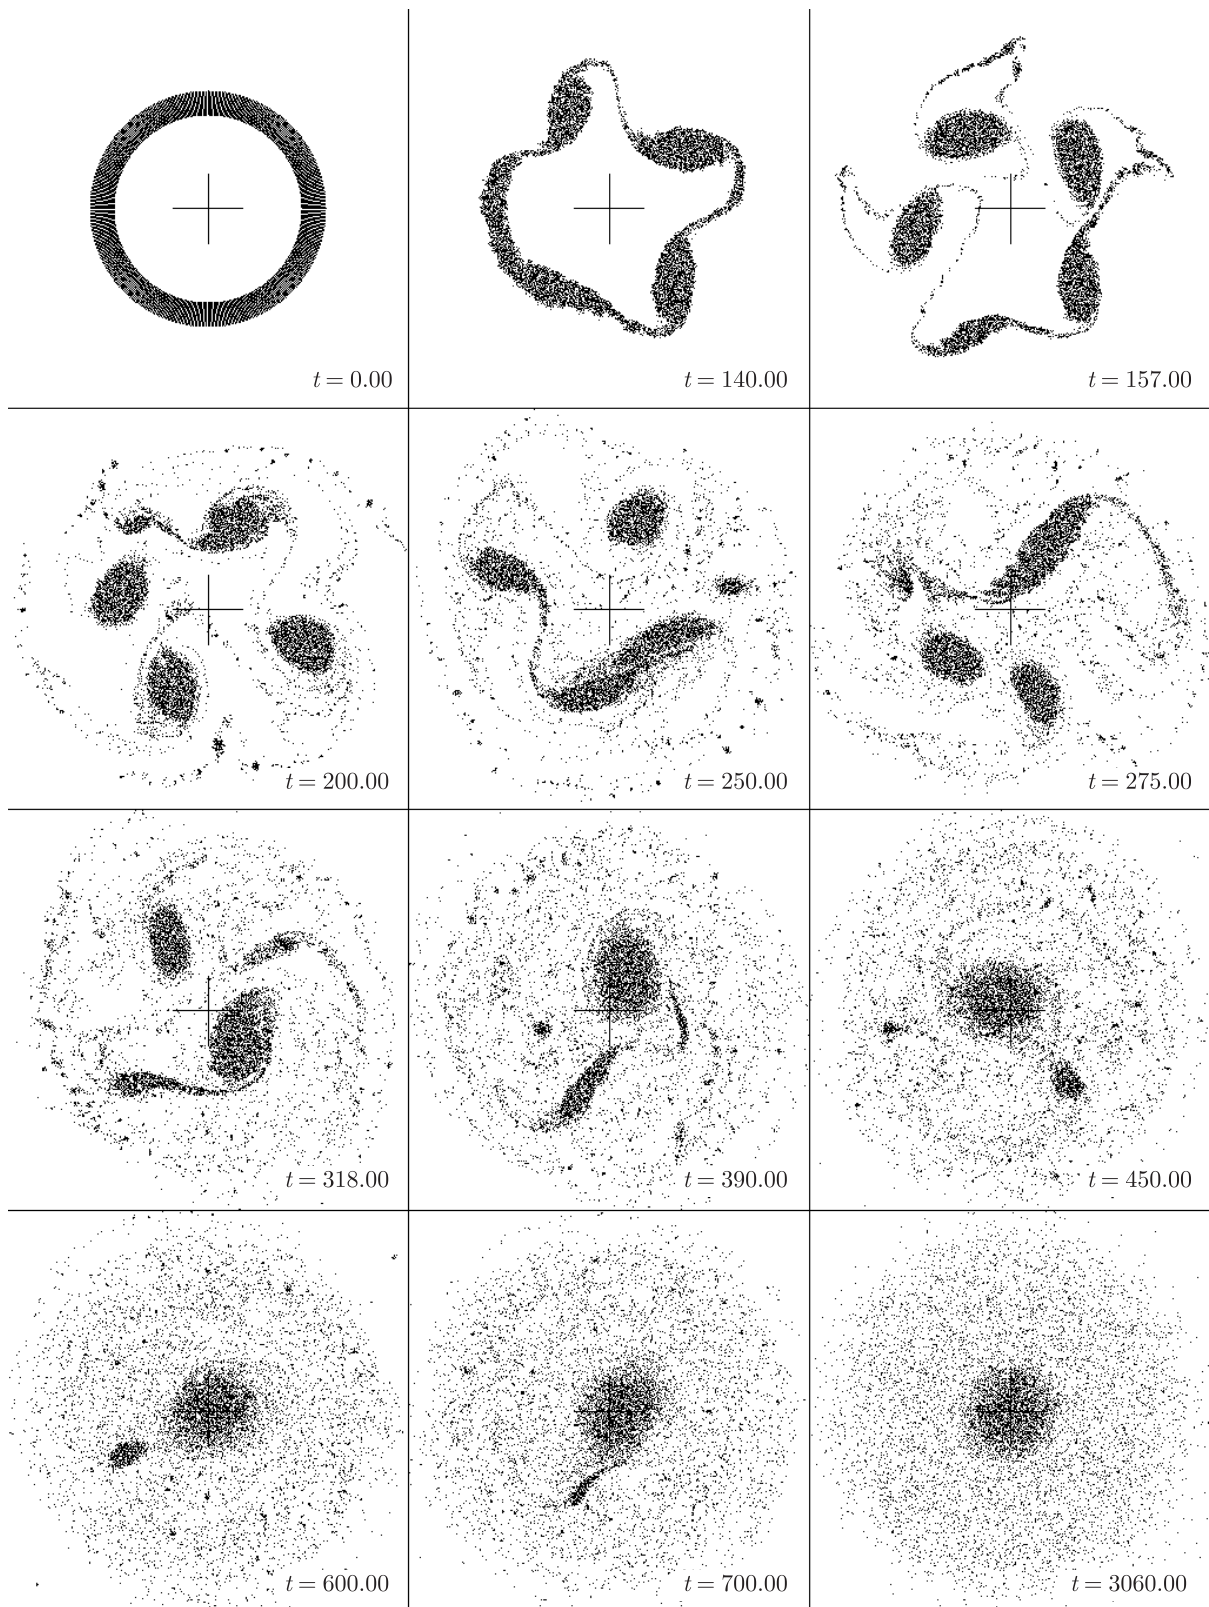 t = 0.00
t = 140.00
t = 157.00
t = 200.00
t = 250.00
t = 275.00
t = 318.00
t = 390.00
t = 450.00
t = 600.00
t = 700.00
t = 3060.00